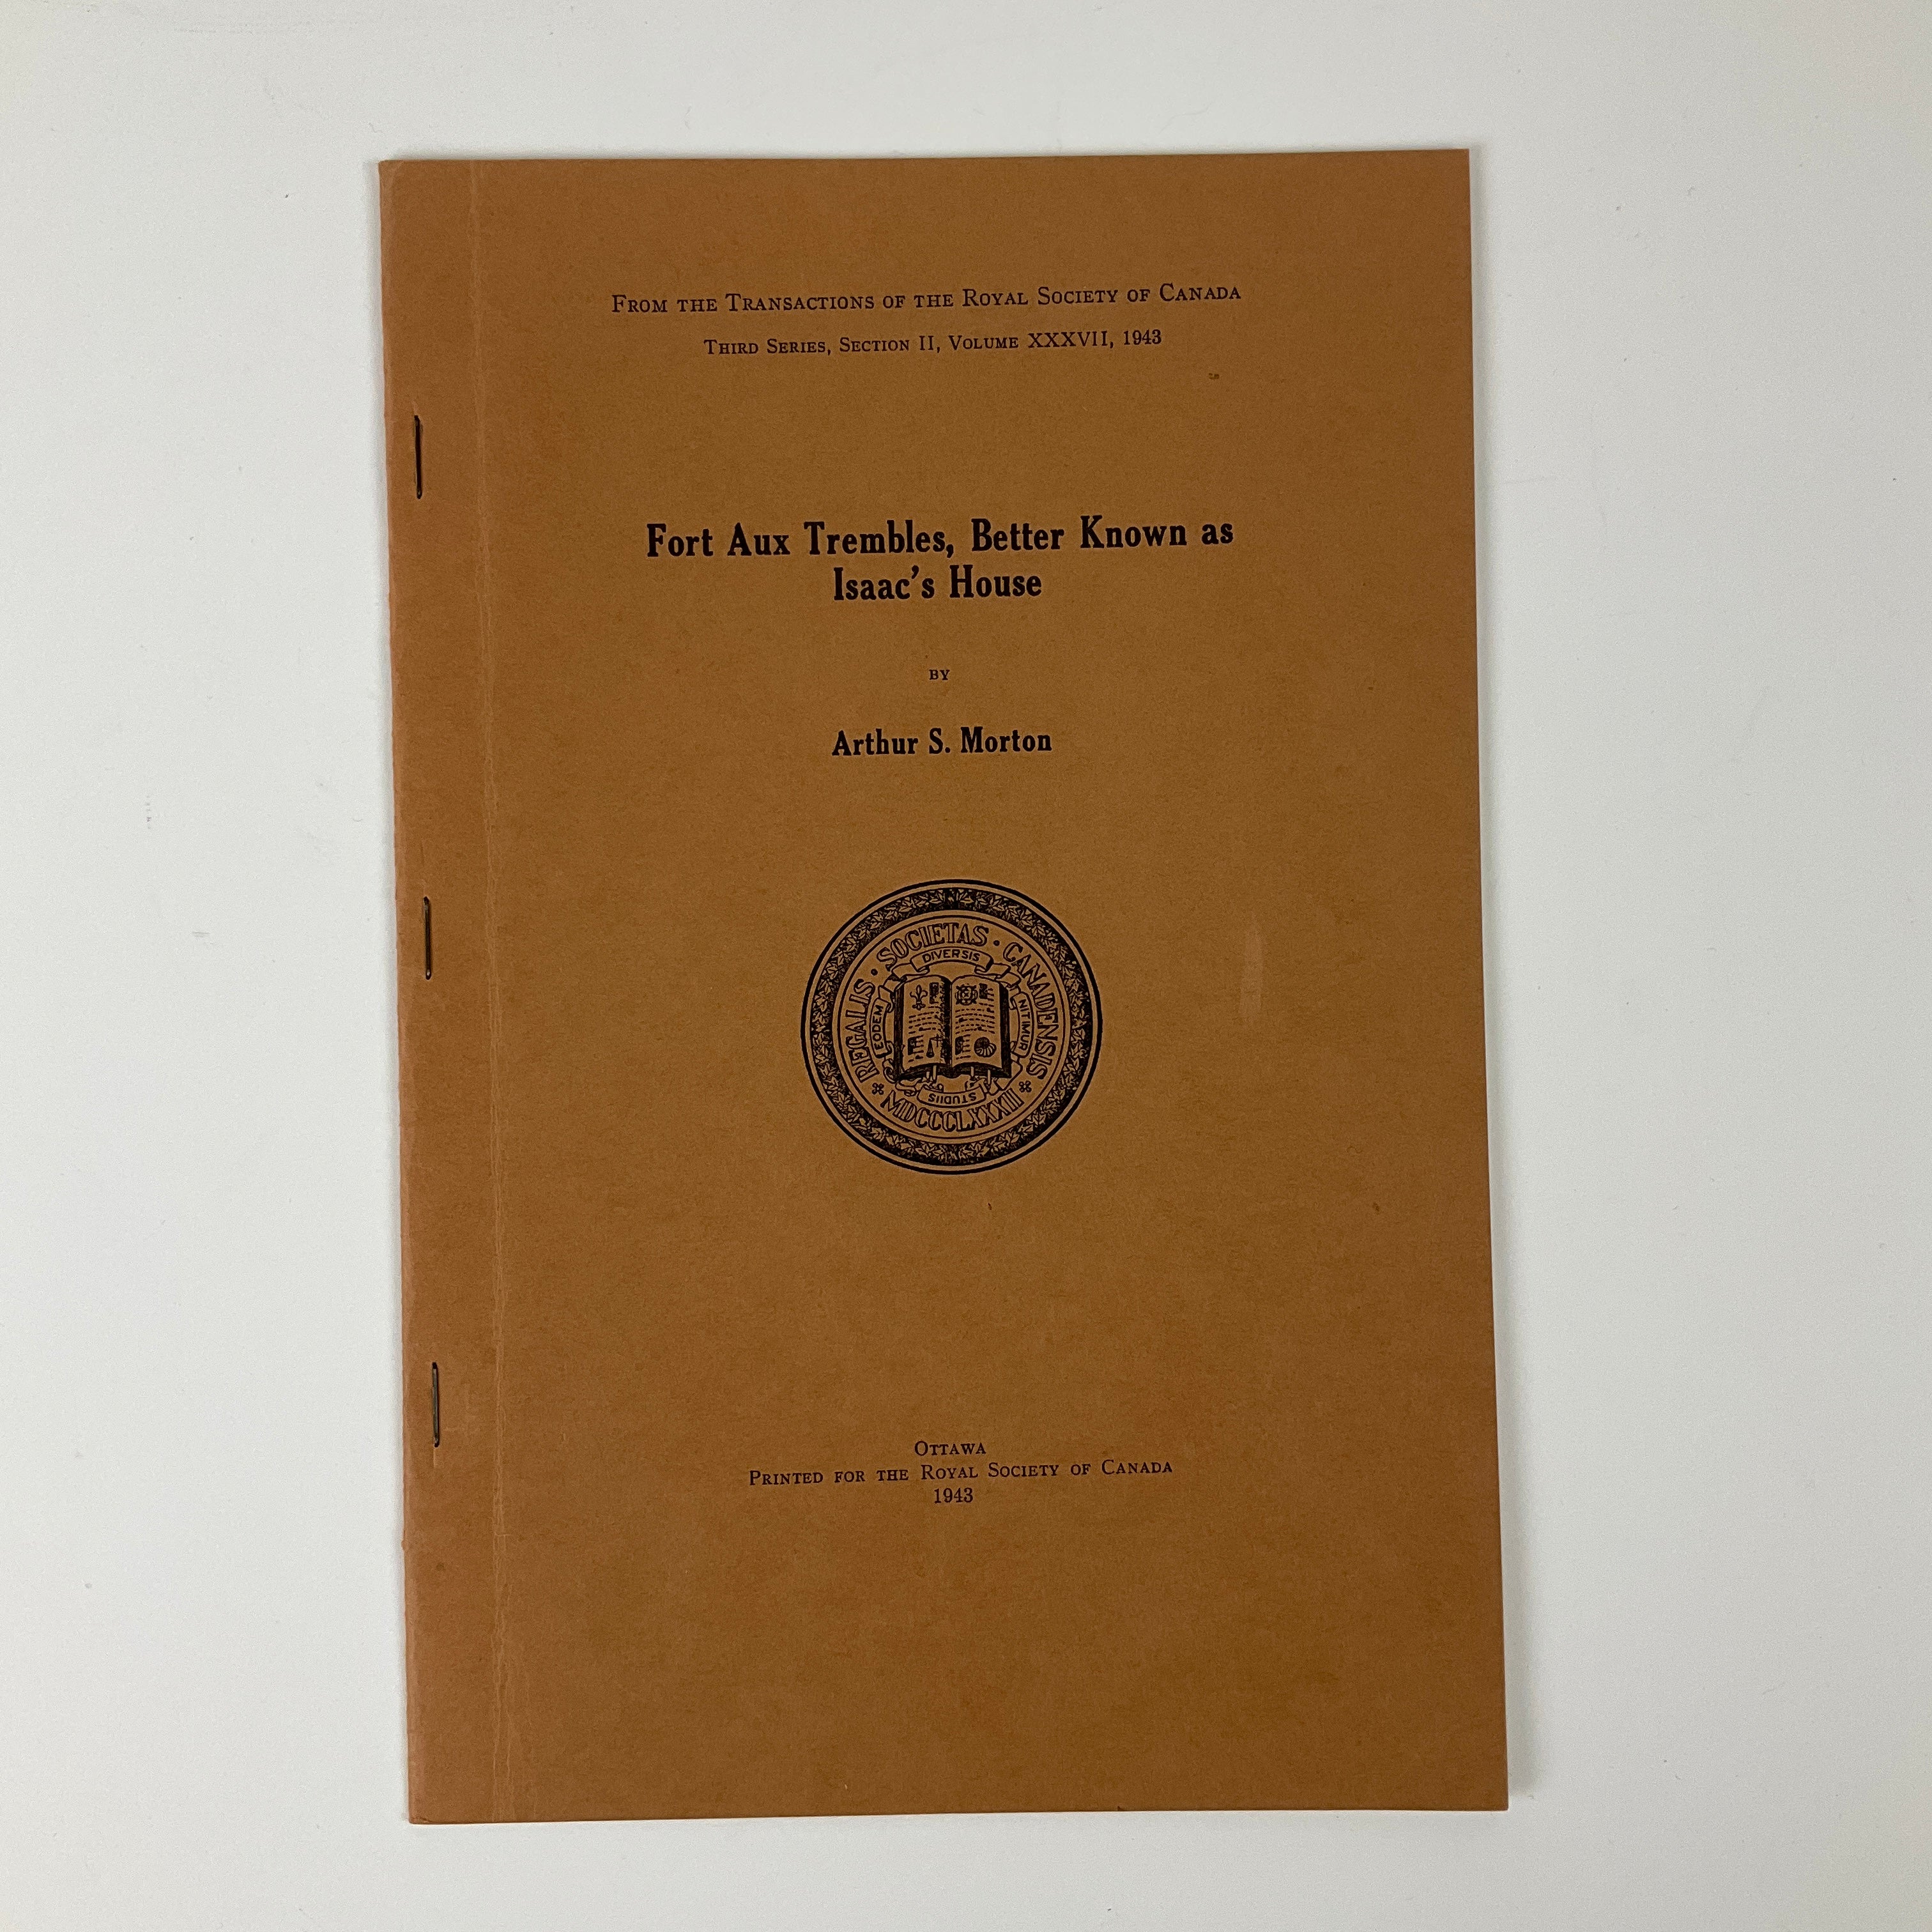 From the Transactions of the Royal Society of Canada
Third Series, Section II, Volume XXXVII, 1943
Fort Aux Trembles, Better Known as
Isaac's House
BY
Arthur S. Morton
REGALIS · SOCIETAS · CANADENSIS
DIVERSIS
EODEM
NITIMUR
STUDIIS
MDCCCLXXXII
Ottawa
Printed for the Royal Society of Canada
1943